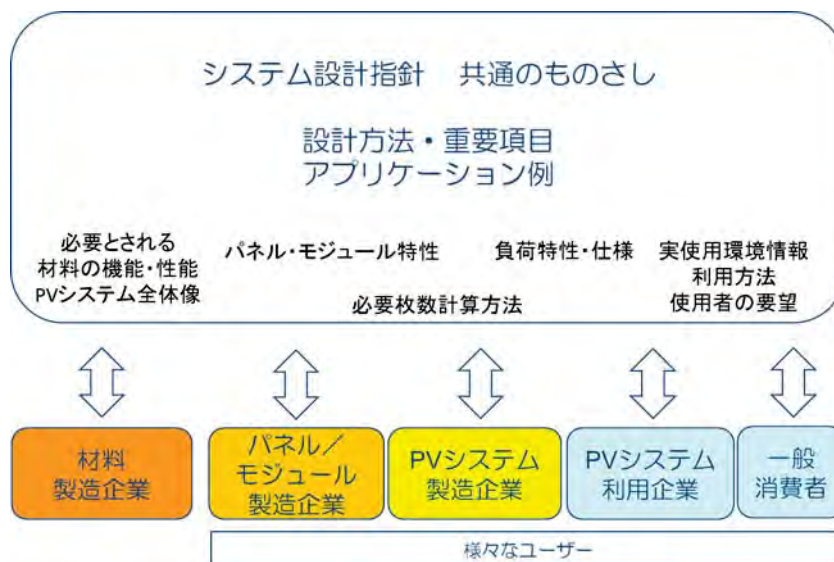 システム設計指針　共通のものさし
設計方法・重要項目
アプリケーション例
必要とされる
材料の機能・性能
PVシステム全体像
パネル・モジュール特性
負荷特性・仕様
必要枚数計算方法
実使用環境情報
利用方法
使用者の要望
材料
製造企業
パネル／
モジュール
製造企業
PVシステム
製造企業
PVシステム
利用企業
一般
消費者
様々なユーザー